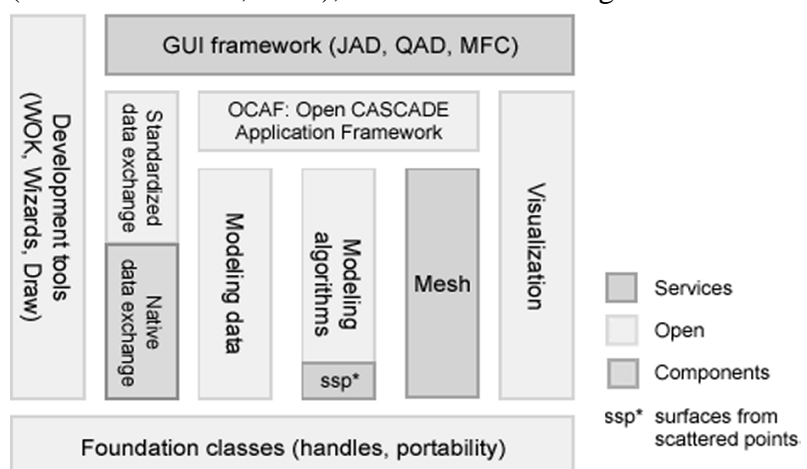 GUI framework (JAD, QAD, MFC)
Development tools
(WOK, Wizards, Draw)
Standardized
data exchange
Native
data exchange
OCAF: Open CASCADE
Application Framework
Modeling data
Modeling
algorithms
ssp*
Mesh
Visualization
Services
Open
Components
ssp* surfaces from
scattered points
Foundation classes (handles, portability)